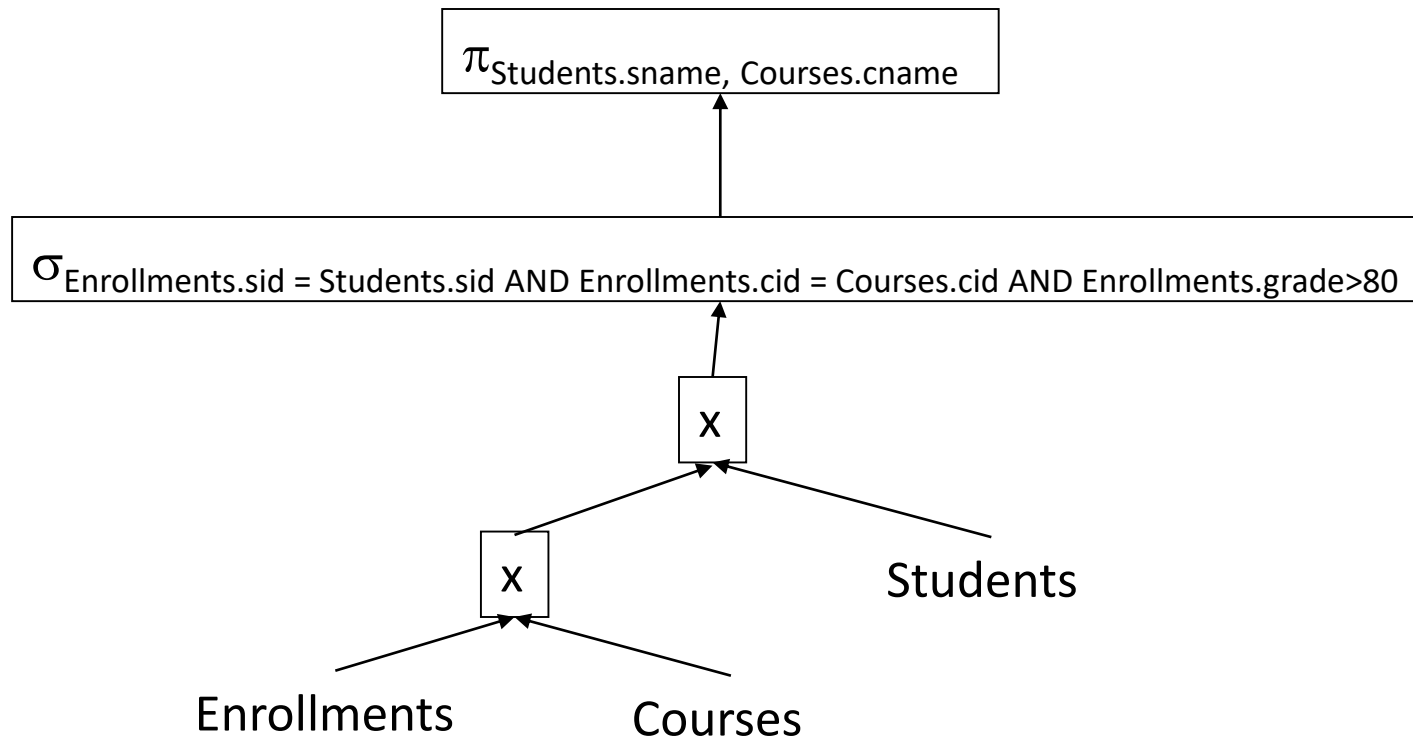 πStudents.sname, Courses.cname
σEnrollments.sid = Students.sid AND Enrollments.cid = Courses.cid AND Enrollments.grade>80
x
x
Students
Enrollments
Courses